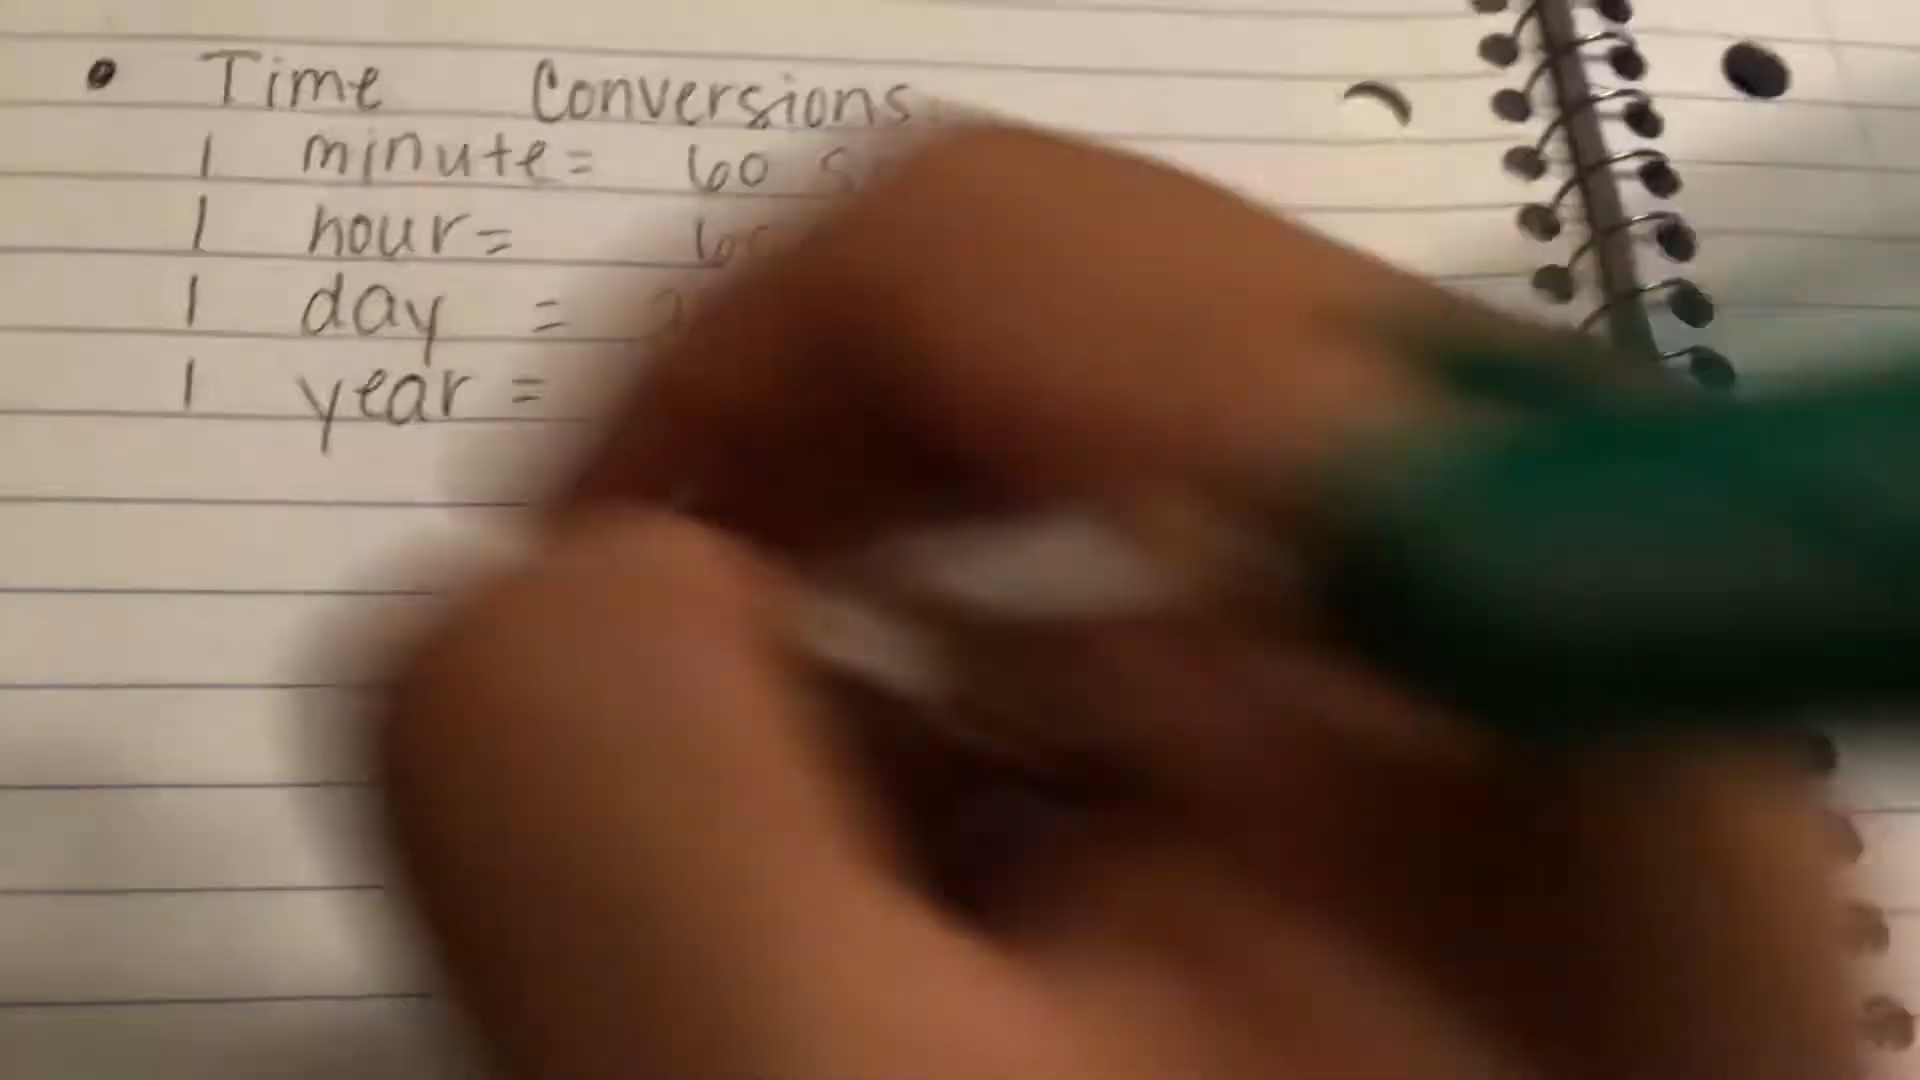 Time Conversions
1 minute = 60
1 hour =
1 day =
1 year =